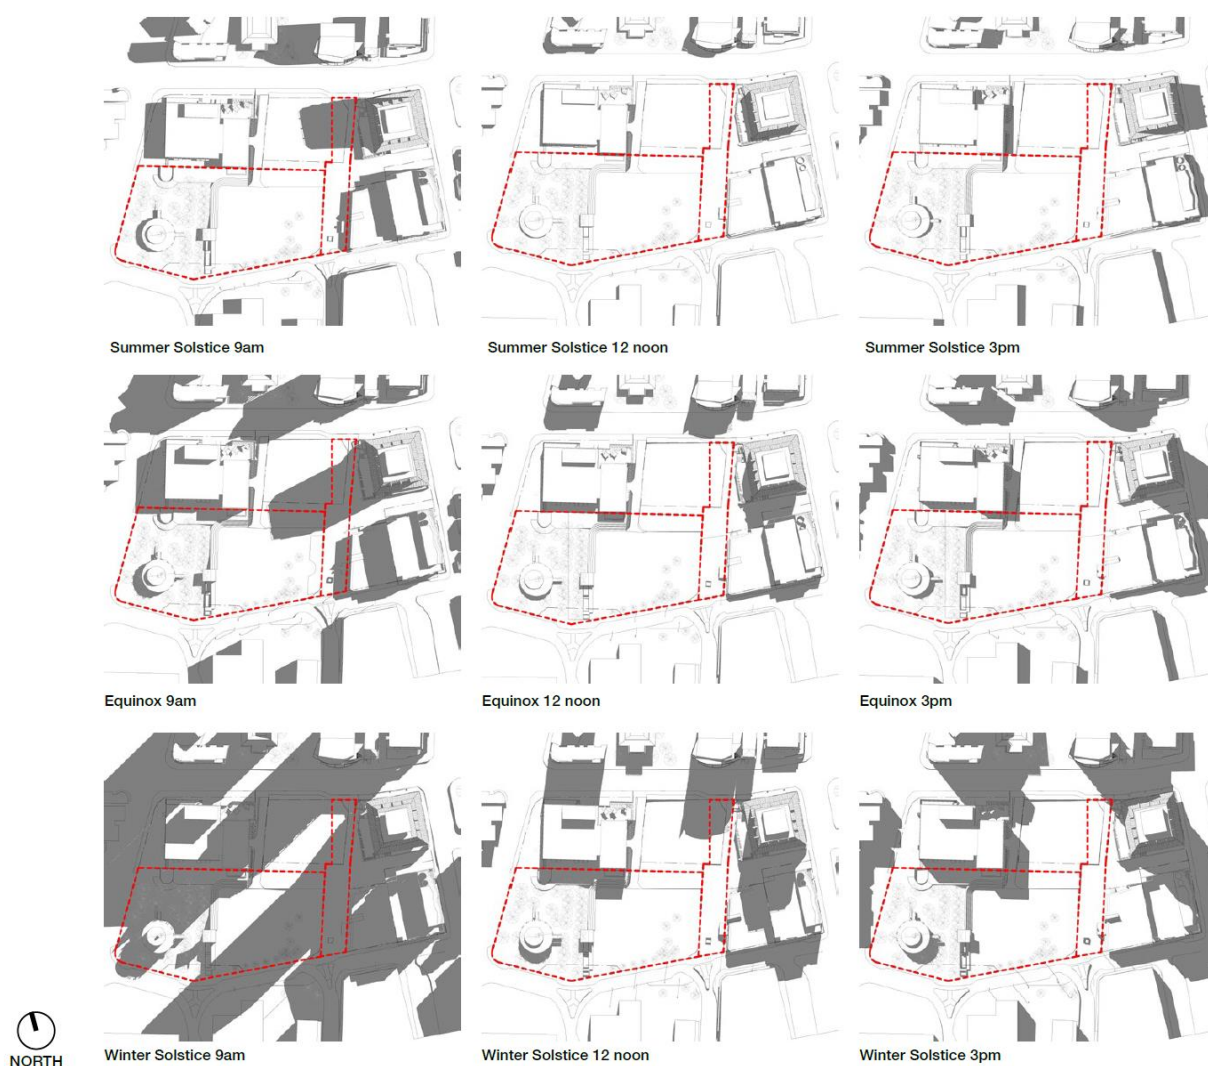 Summer Solstice 9am
Summer Solstice 12 noon
Summer Solstice 3pm
Equinox 9am
Equinox 12 noon
Equinox 3pm
Winter Solstice 9am
Winter Solstice 12 noon
Winter Solstice 3pm
NORTH